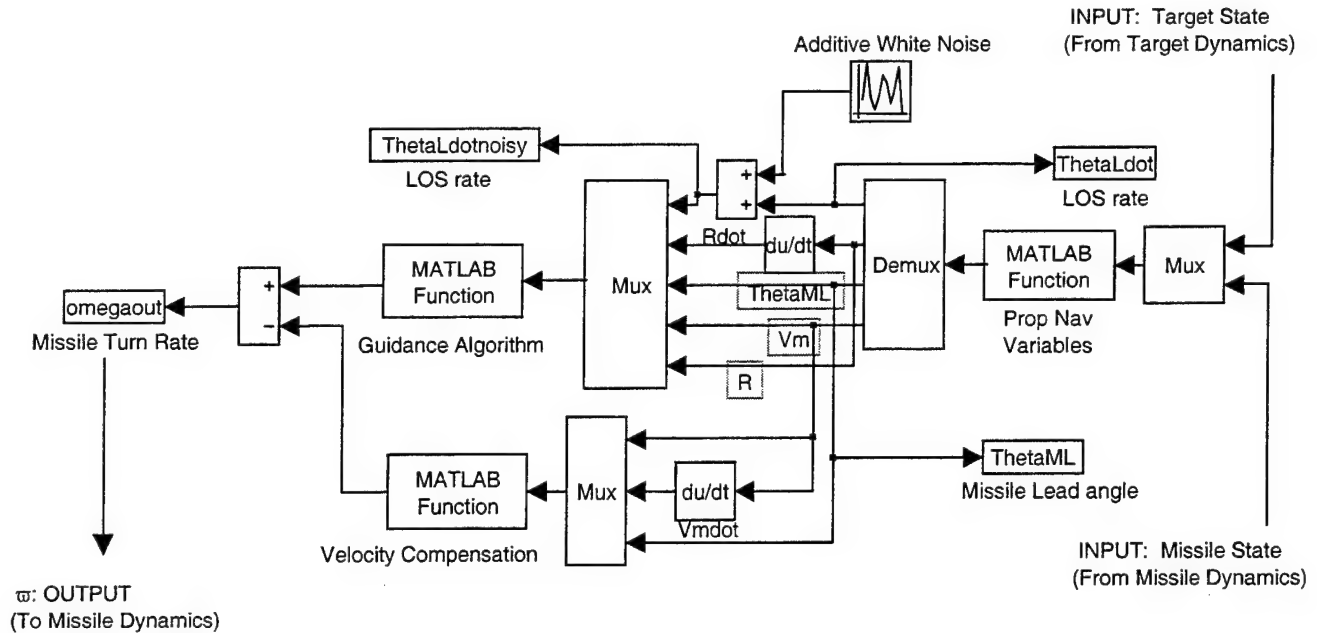 INPUT: Target State
(From Target Dynamics)
Additive White Noise
ThetaLdotnoisy
LOS rate
+
+
ThetaLdot
LOS rate
Rdot
du/dt
MATLAB
Function
Mux
Demux
MATLAB
Function
Mux
+
−
ThetaML
omegaout
Missile Turn Rate
Guidance Algorithm
Vm
Prop Nav
Variables
R
MATLAB
Function
Mux
du/dt
Vmdot
ThetaML
Missile Lead angle
Velocity Compensation
INPUT: Missile State
(From Missile Dynamics)
ϖ: OUTPUT
(To Missile Dynamics)